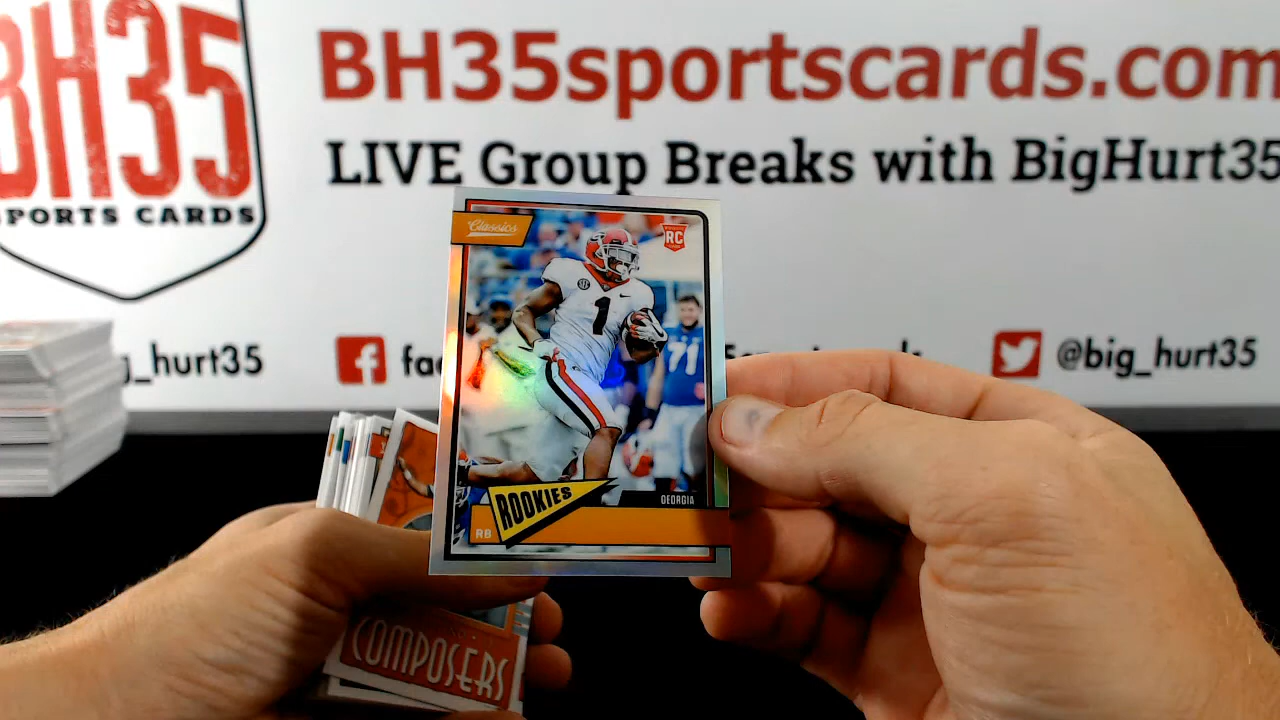 BH35
SPORTS CARDS
BH35sportscards.com
LIVE Group Breaks with BigHurt35
g_hurt35
f
fac
@big_hurt35
Classics
RC
1
71
ROOKIES
GEORGIA
RB
COMPOSERS